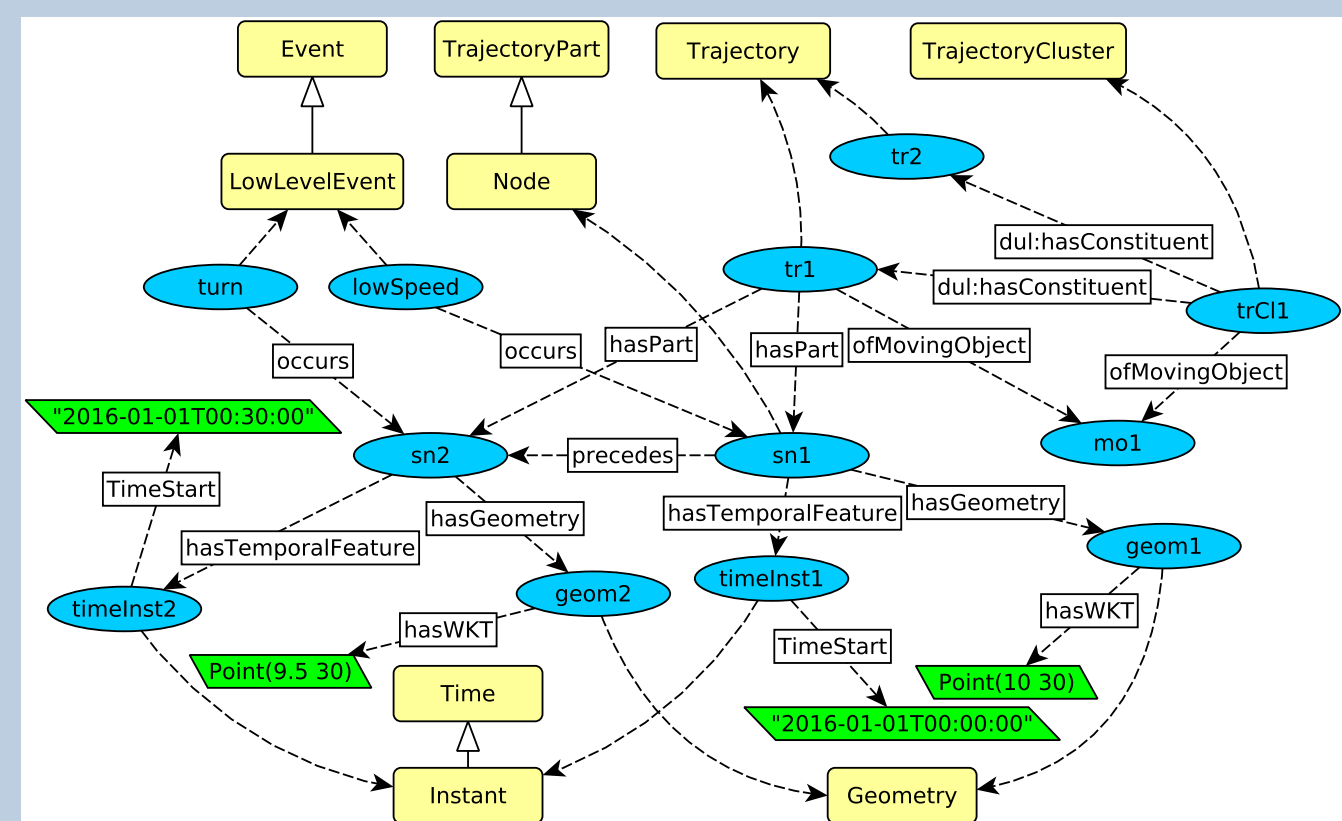 Event
TrajectoryPart
Trajectory
TrajectoryCluster
tr2
LowLevelEvent
Node
dul:hasConstituent
tr1
turn
lowSpeed
dul:hasConstituent
trCl1
occurs
occurs
hasPart
hasPart
ofMovingObject
ofMovingObject
"2016-01-01T00:30:00"
sn2
precedes
sn1
mo1
TimeStart
hasGeometry
hasTemporalFeature
hasGeometry
hasTemporalFeature
geom1
timeInst2
geom2
timeInst1
hasWKT
hasWKT
TimeStart
Point(9.5 30)
Time
Point(10 30)
"2016-01-01T00:00:00"
Instant
Geometry